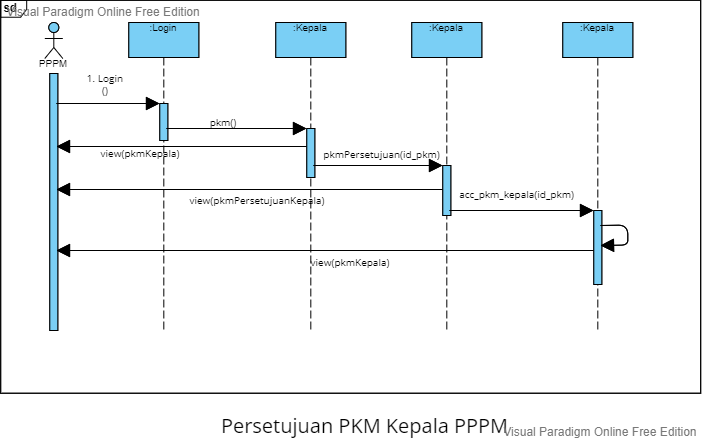 sd
Visual Paradigm Online Free Edition
:Login
:Kepala
:Kepala
:Kepala
PPPM
1. Login
()
pkm()
view(pkmKepala)
pkmPersetujuan(id_pkm)
view(pkmPersetujuanKepala)
acc_pkm_kepala(id_pkm)
view(pkmKepala)
Persetujuan PKM Kepala PPPM
Visual Paradigm Online Free Edition